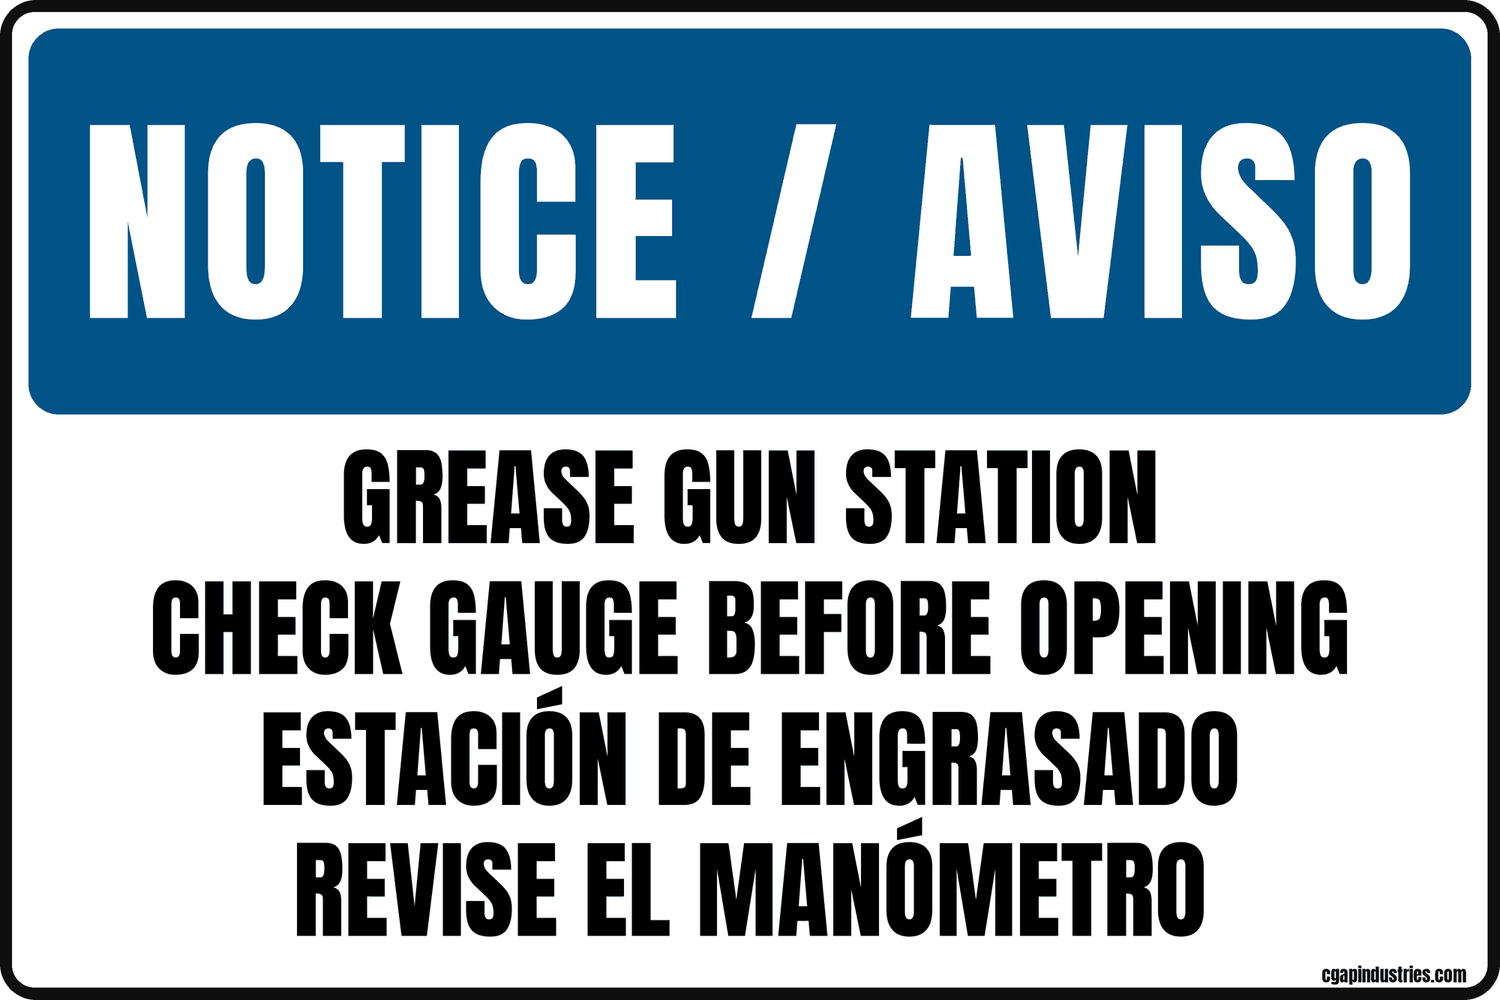 NOTICE / AVISO
GREASE GUN STATION
CHECK GAUGE BEFORE OPENING
ESTACIÓN DE ENGRASADO
REVISE EL MANÓMETRO
cgapindustries.com